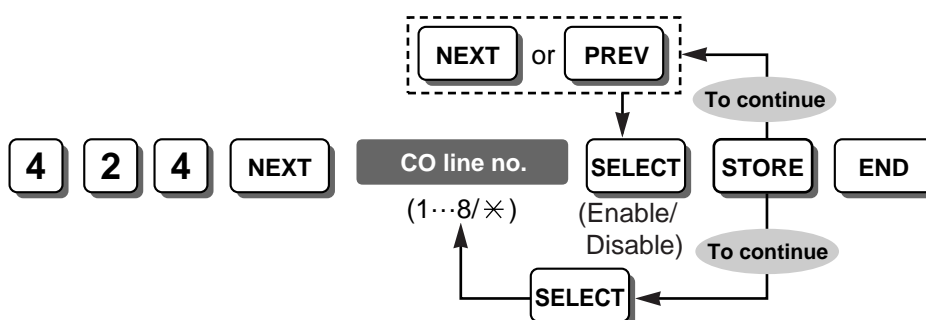 NEXT or PREV
To continue
4 2 4 NEXT CO line no. SELECT STORE END
(1···8/✳) (Enable/
Disable)
To continue
SELECT